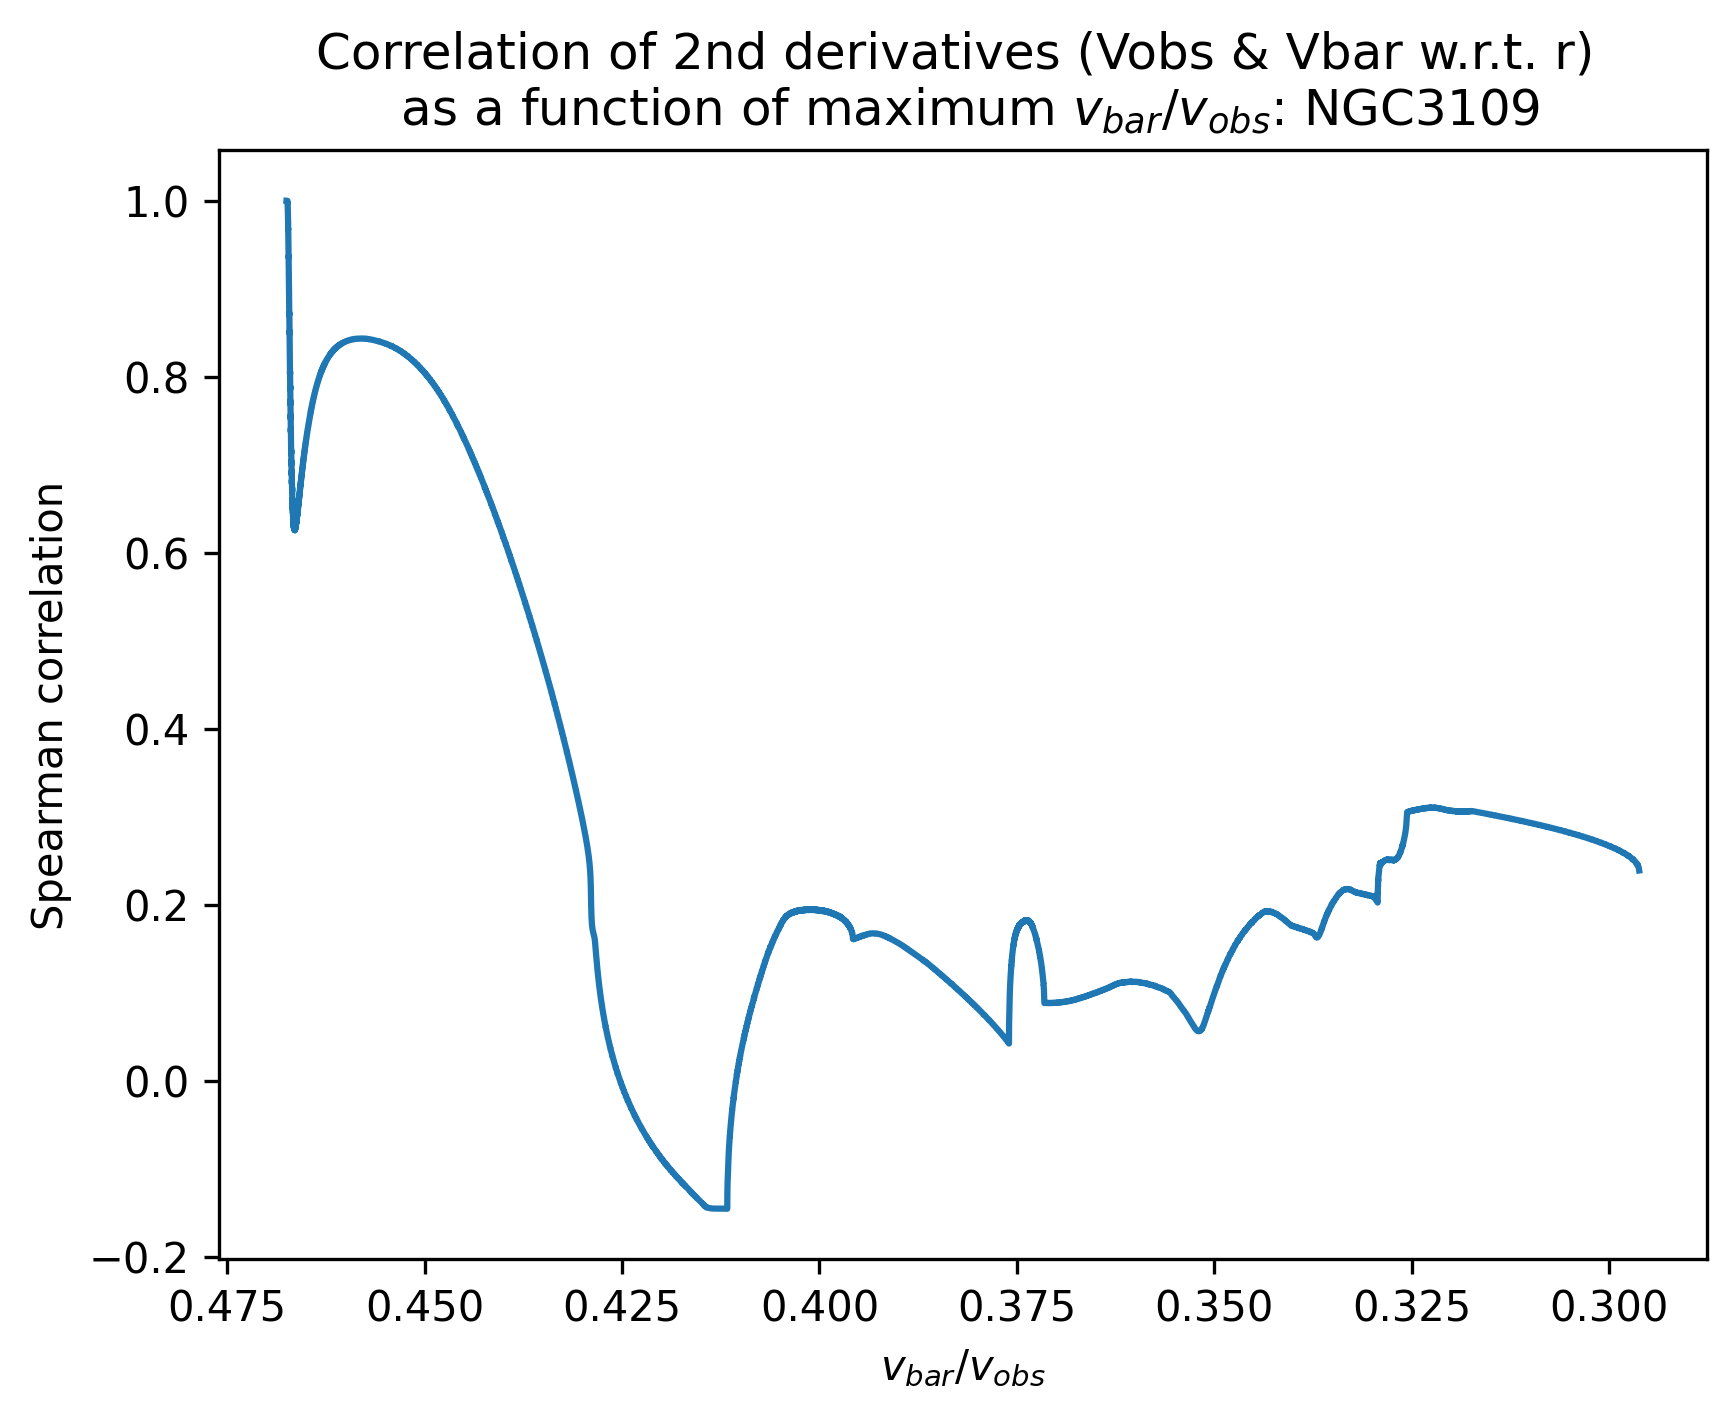 Correlation of 2nd derivatives (Vobs & Vbar w.r.t. r)
as a function of maximum v_bar/v_obs: NGC3109
1.0
0.8
0.6
0.4
0.2
0.0
−0.2
Spearman correlation
0.475 0.450 0.425 0.400 0.375 0.350 0.325 0.300
v_bar/v_obs